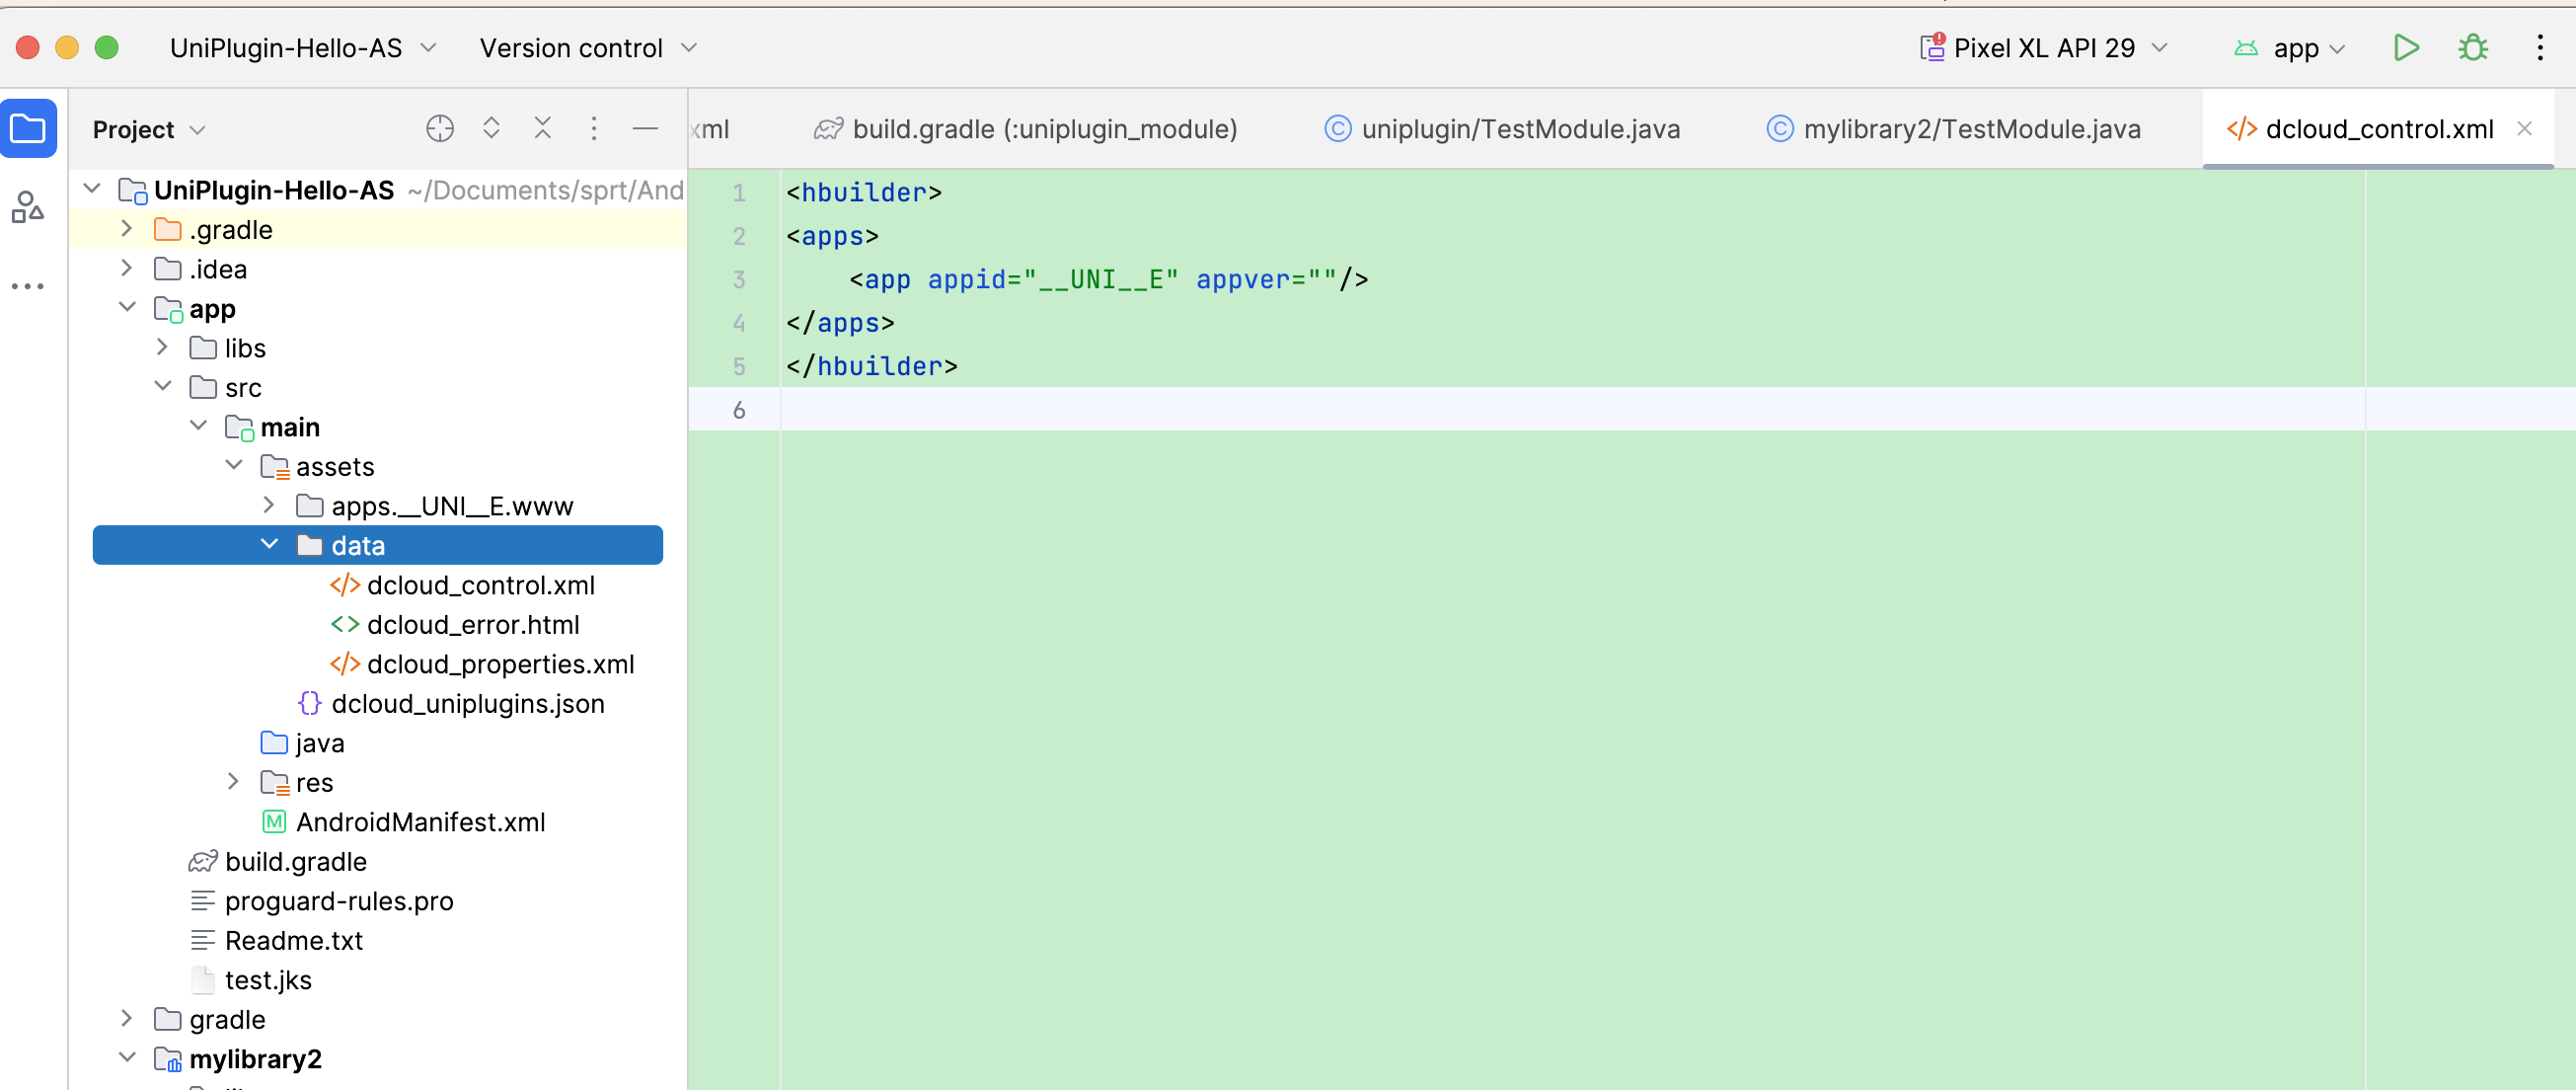 UniPlugin-Hello-AS Version control Pixel XL API 29 app
Project
xml build.gradle (:uniplugin_module) uniplugin/TestModule.java mylibrary2/TestModule.java dcloud_control.xml
UniPlugin-Hello-AS ~/Documents/sprt/And
.gradle
.idea
app
libs
src
main
assets
apps.__UNI__E.www
data
dcloud_control.xml
dcloud_error.html
dcloud_properties.xml
dcloud_uniplugins.json
java
res
AndroidManifest.xml
build.gradle
proguard-rules.pro
Readme.txt
test.jks
gradle
mylibrary2
1 <hbuilder>
2 <apps>
3 <app appid="__UNI__E" appver=""/>
4 </apps>
5 </hbuilder>
6